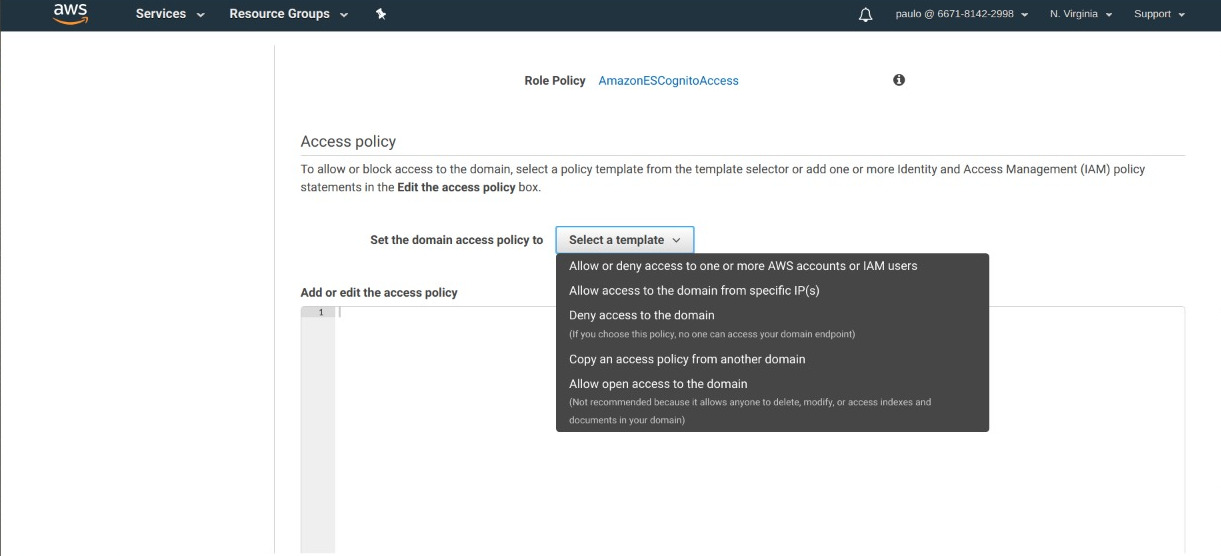 aws Services Resource Groups paulo @ 6671-8142-2998 N. Virginia Support
Role Policy AmazonESCognitoAccess
Access policy
To allow or block access to the domain, select a policy template from the template selector or add one or more Identity and Access Management (IAM) policy
statements in the Edit the access policy box.
Set the domain access policy to Select a template
Allow or deny access to one or more AWS accounts or IAM users
Allow access to the domain from specific IP(s)
Deny access to the domain
(If you choose this policy, no one can access your domain endpoint)
Copy an access policy from another domain
Allow open access to the domain
(Not recommended because it allows anyone to delete, modify, or access indexes and
documents in your domain)
Add or edit the access policy
1